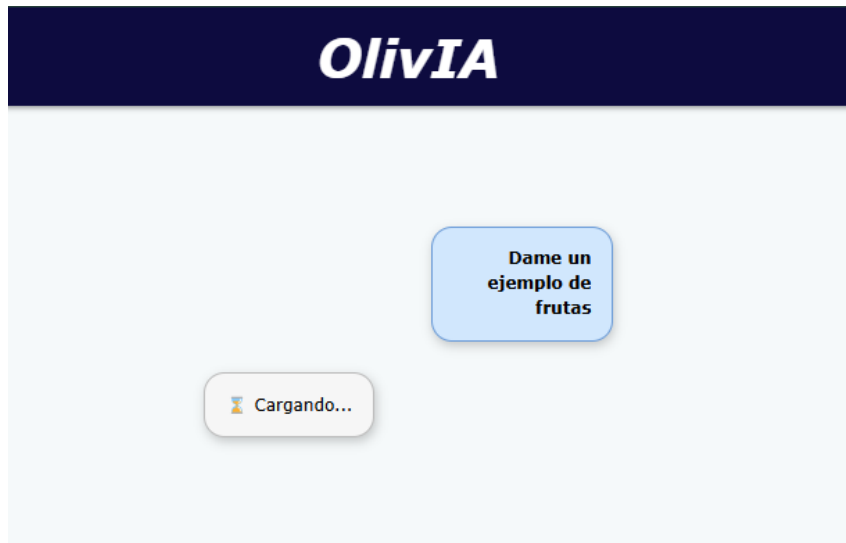 OlivIA
Dame un
ejemplo de
frutas
⏳ Cargando...